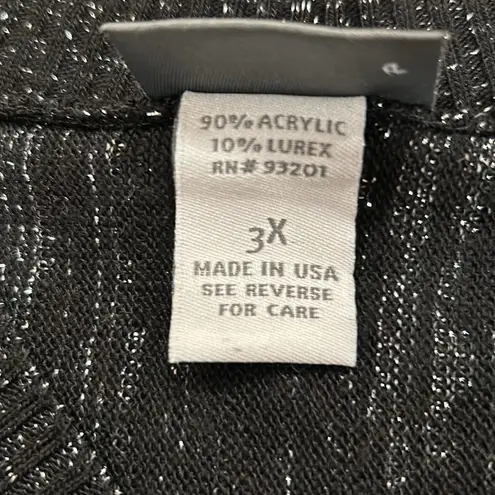 90% ACRYLIC
10% LUREX
RN# 93201
3X
MADE IN USA
SEE REVERSE
FOR CARE